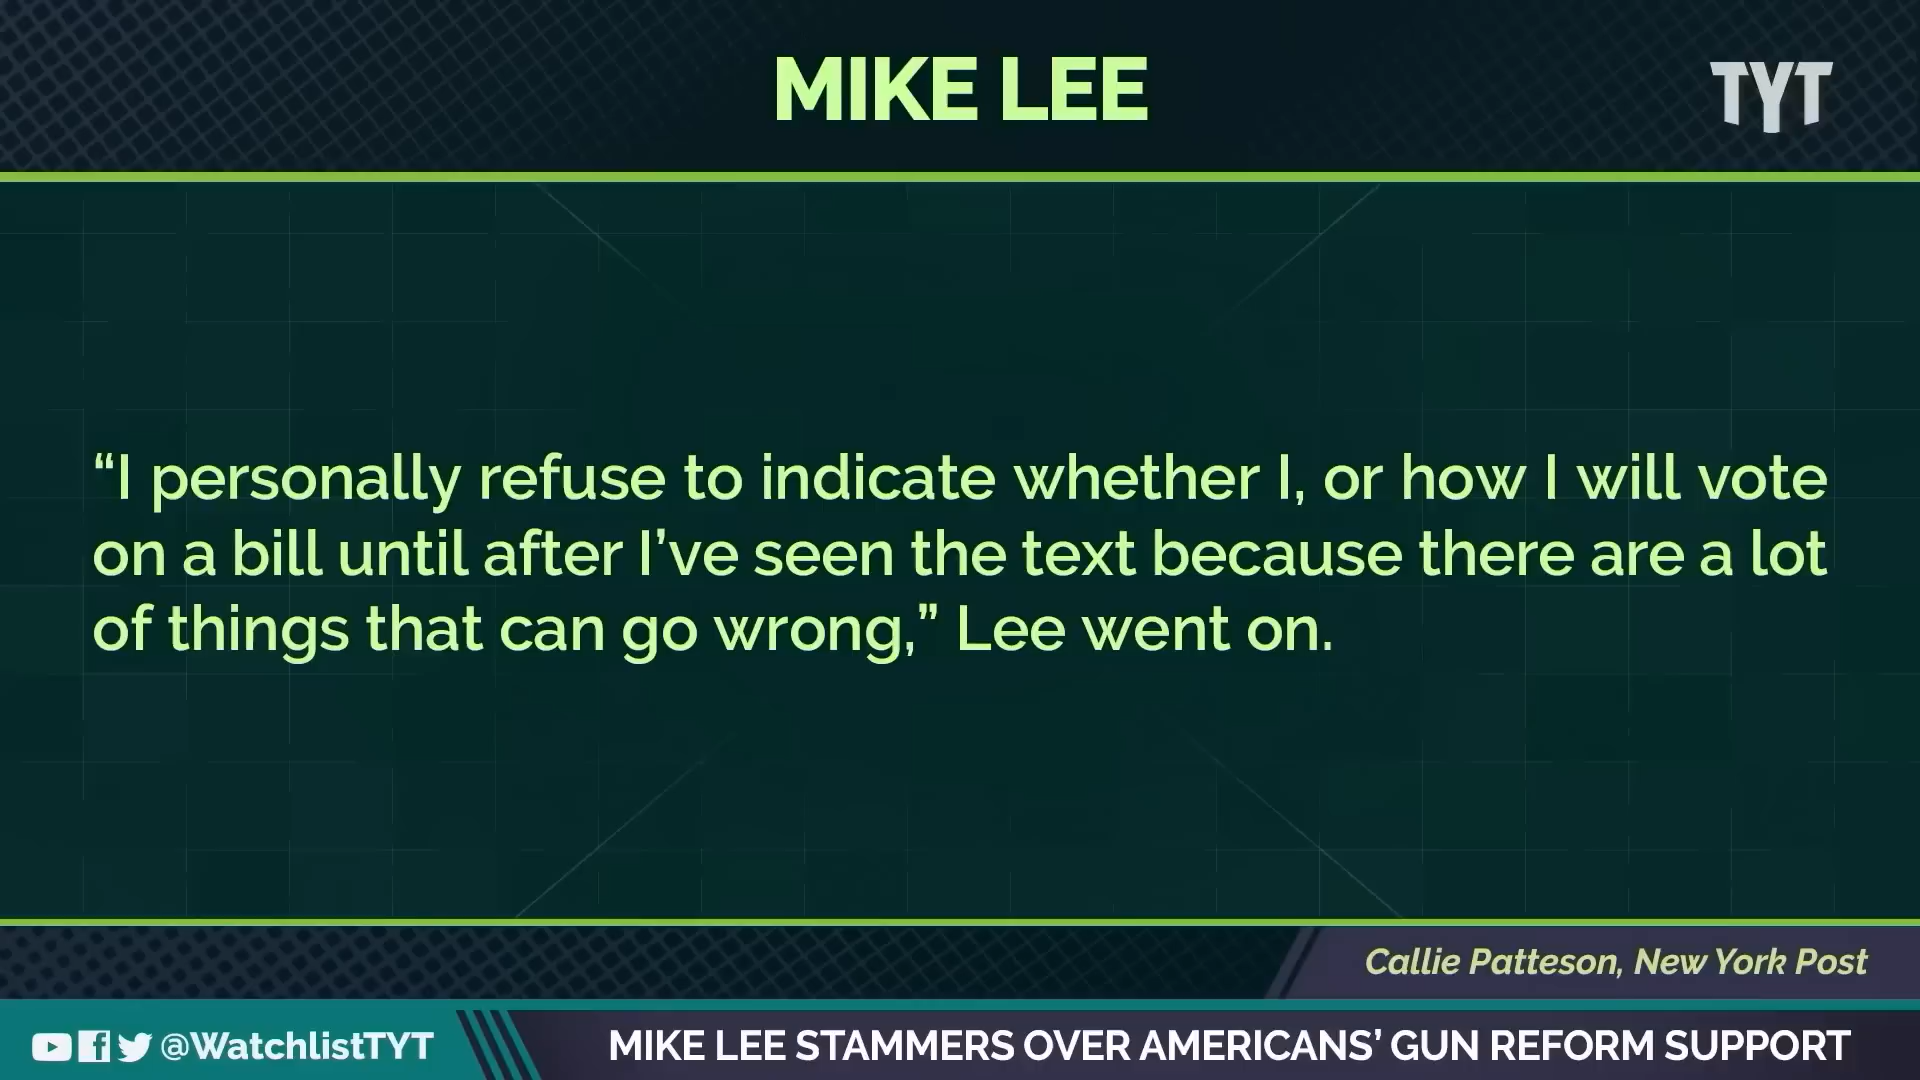 MIKE LEE
TYT
“I personally refuse to indicate whether I, or how I will vote
on a bill until after I’ve seen the text because there are a lot
of things that can go wrong,” Lee went on.
Callie Patteson, New York Post
@WatchlistTYT
MIKE LEE STAMMERS OVER AMERICANS’ GUN REFORM SUPPORT